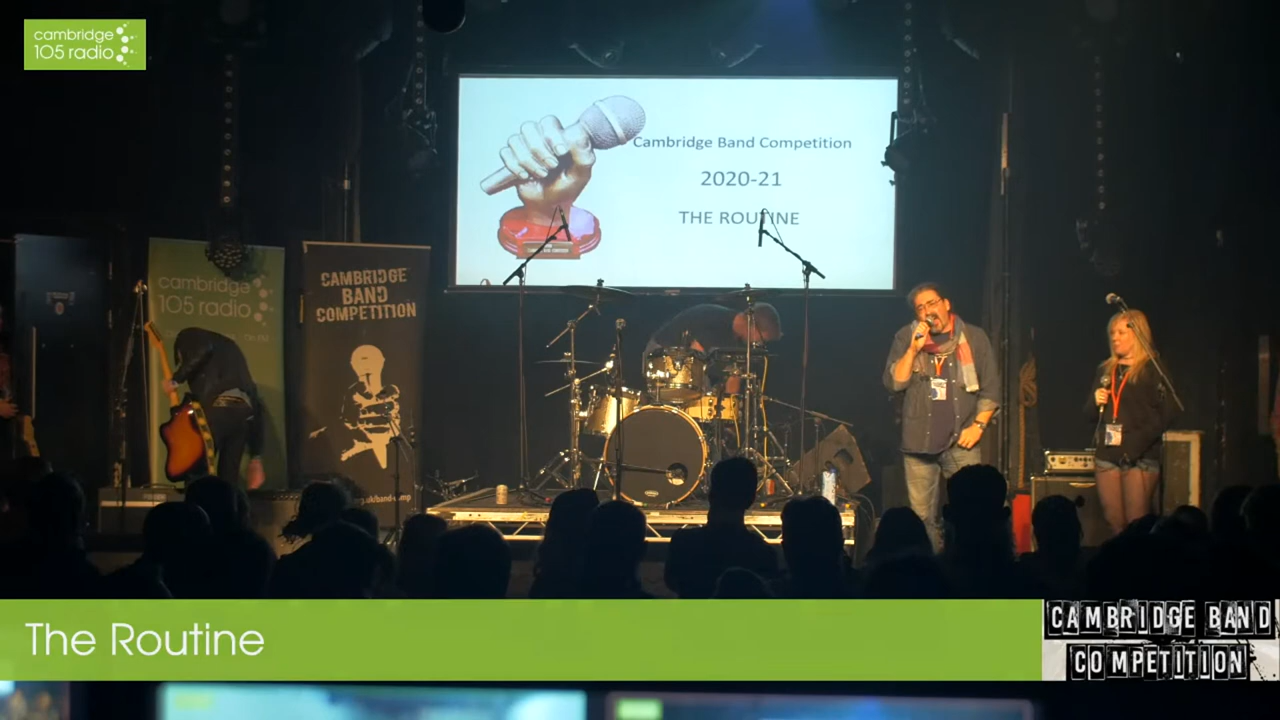 cambridge
105 radio
Cambridge Band Competition
2020-21
THE ROUTINE
cambridge
105 radio
CAMBRIDGE
BAND
COMPETITION
The Routine
CAMBRIDGE BAND
COMPETITION